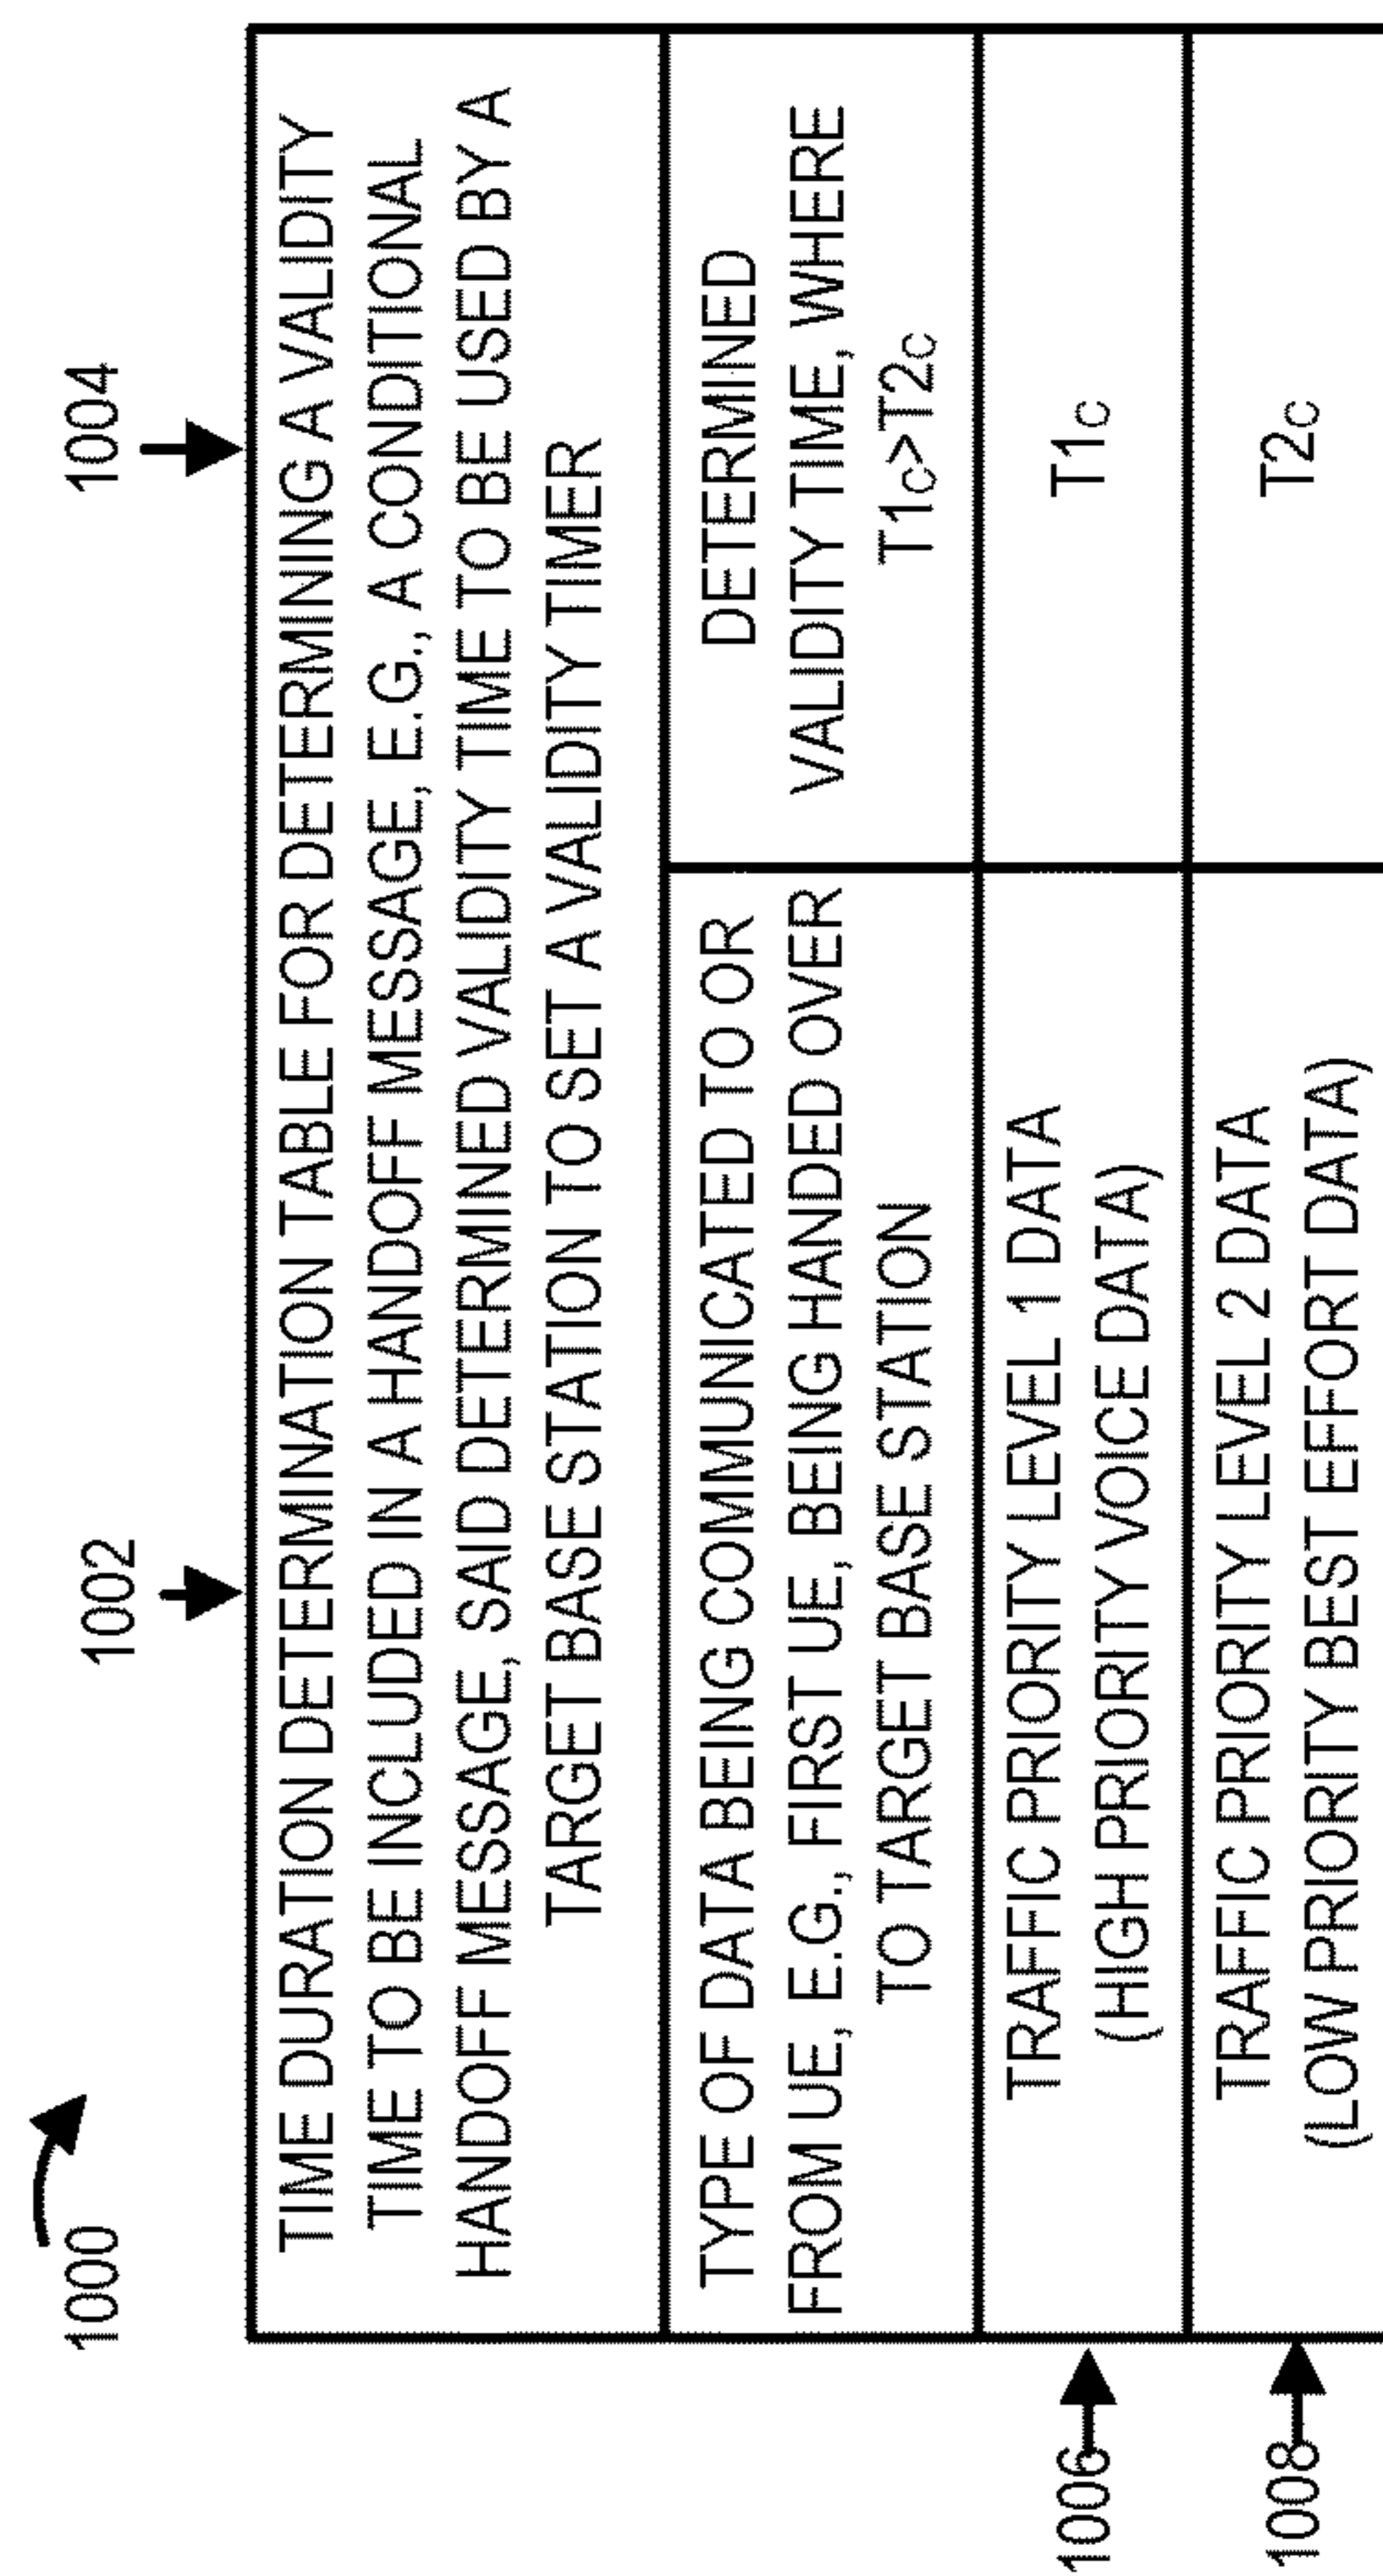 1000
1002
1004
TIME DURATION DETERMINATION TABLE FOR DETERMINING A VALIDITY
TIME TO BE INCLUDED IN A HANDOFF MESSAGE, E.G., A CONDITIONAL
HANDOFF MESSAGE, SAID DETERMINED VALIDITY TIME TO BE USED BY A
TARGET BASE STATION TO SET A VALIDITY TIMER
TYPE OF DATA BEING COMMUNICATED TO OR
FROM UE, E.G., FIRST UE, BEING HANDED OVER
TO TARGET BASE STATION
DETERMINED
VALIDITY TIME, WHERE
T1C>T2C
1006
TRAFFIC PRIORITY LEVEL 1 DATA
(HIGH PRIORITY VOICE DATA)
T1C
1008
TRAFFIC PRIORITY LEVEL 2 DATA
(LOW PRIORITY BEST EFFORT DATA)
T2C